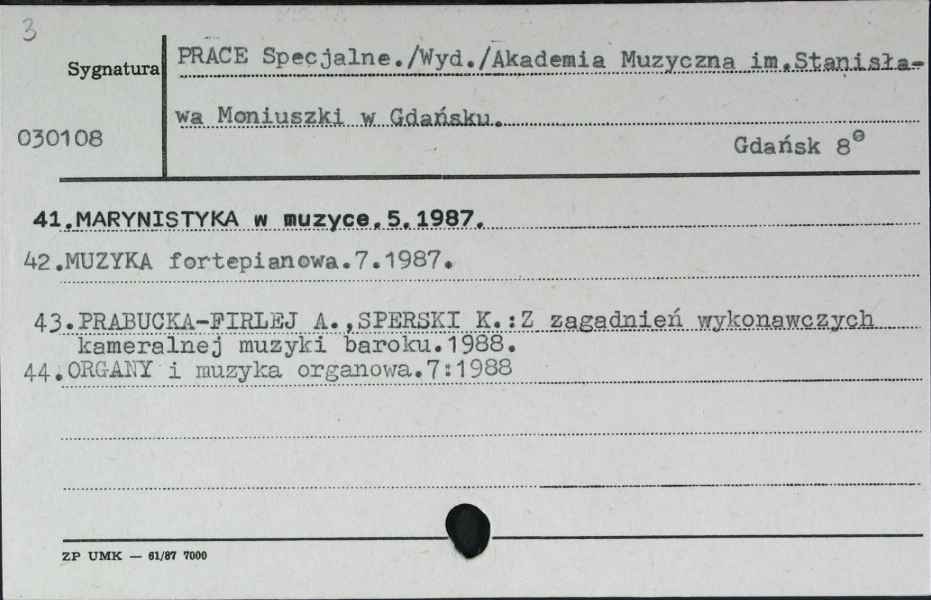 3
Sygnatura
PRACE Specjalne./Wyd./Akademia Muzyczna im.Stanisła-
wa Moniuszki w Gdańsku.
030108
Gdańsk 8⁰
41.MARYNISTYKA w muzyce.5.1987.
42.MUZYKA fortepianowa.7.1987.
43.PRABUCKA-FIRLEJ A.,SPERSKI K.:Z zagadnień wykonawczych
kameralnej muzyki baroku.1988.
44.ORGANY i muzyka organowa.7:1988
ZP UMK — 61/87 7000